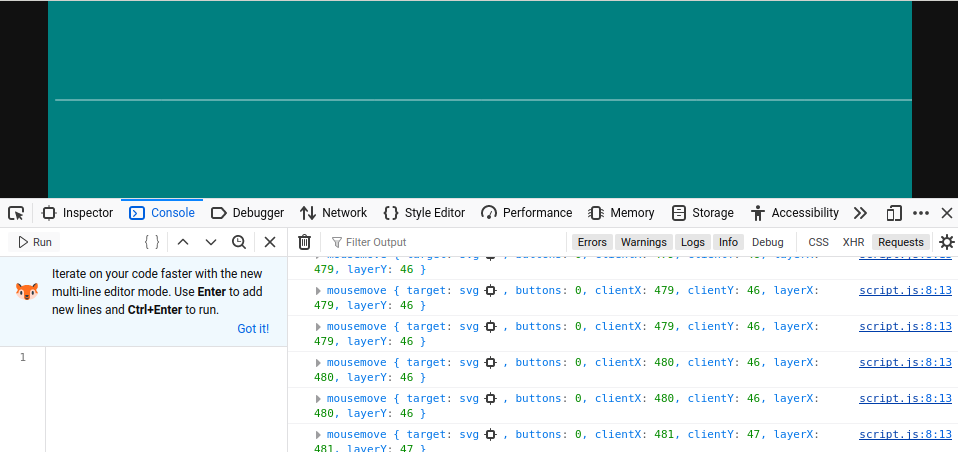 Inspector Console Debugger Network Style Editor Performance Memory Storage Accessibility
Run { } Filter Output Errors Warnings Logs Info Debug CSS XHR Requests
Iterate on your code faster with the new
multi-line editor mode. Use Enter to add
new lines and Ctrl+Enter to run.
Got it!
1
479, layerY: 46 }
mousemove { target: svg , buttons: 0, clientX: 479, clientY: 46, layerX: script.js:8:13
479, layerY: 46 }
mousemove { target: svg , buttons: 0, clientX: 479, clientY: 46, layerX: script.js:8:13
479, layerY: 46 }
mousemove { target: svg , buttons: 0, clientX: 480, clientY: 46, layerX: script.js:8:13
480, layerY: 46 }
mousemove { target: svg , buttons: 0, clientX: 480, clientY: 46, layerX: script.js:8:13
480, layerY: 46 }
mousemove { target: svg , buttons: 0, clientX: 481, clientY: 47, layerX: script.js:8:13
481, layerY: 47 }